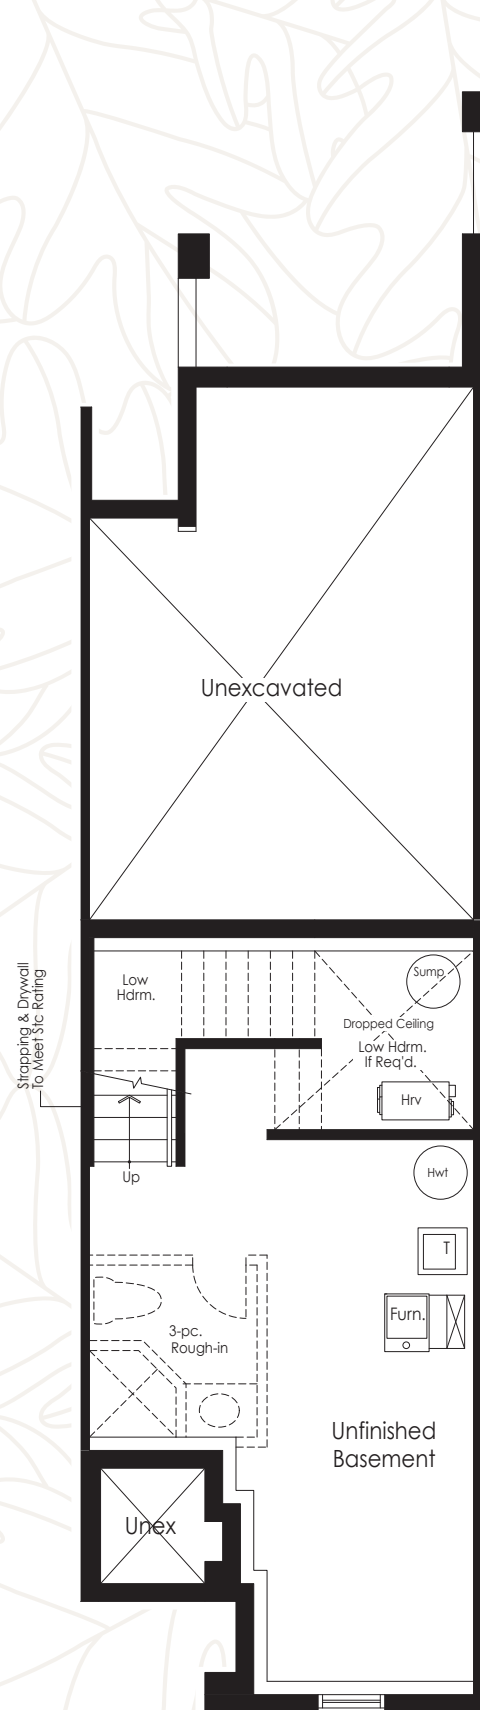 Unexcavated
Strapping & Drywall
To Meet Stc Rating
Low
Hdrm.
Sump
Dropped Ceiling
Low Hdrm.
If Req'd.
Hrv
Up
Hwt
T
Furn.
3-pc.
Rough-in
Unfinished
Basement
Unex